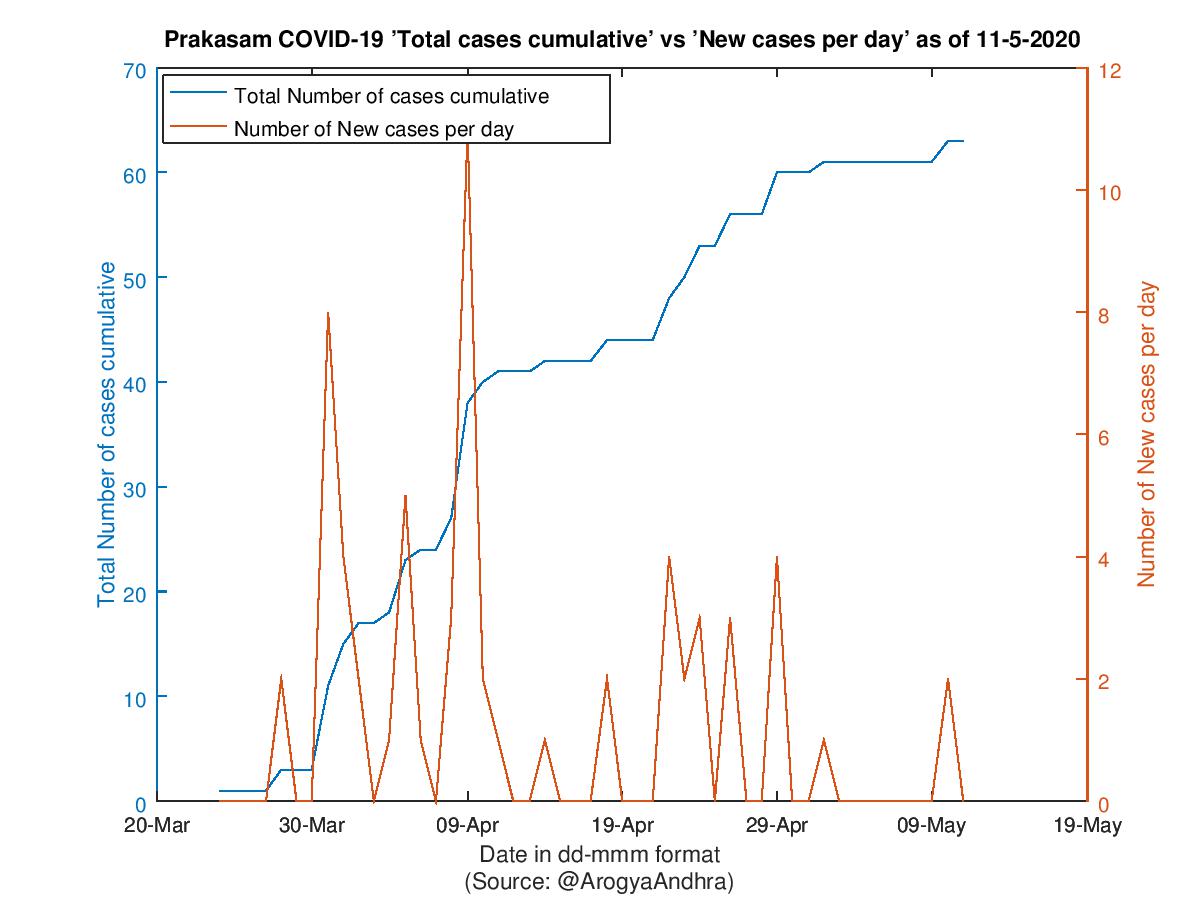 Prakasam COVID-19 ’Total cases cumulative’ vs ’New cases per day’ as of 11-5-2020
Total Number of cases cumulative
Number of New cases per day
Total Number of cases cumulative
70
60
50
40
30
20
10
0
12
10
8
6
4
2
0
Number of New cases per day
20-Mar 30-Mar 09-Apr 19-Apr 29-Apr 09-May 19-May
Date in dd-mmm format
(Source: @ArogyaAndhra)